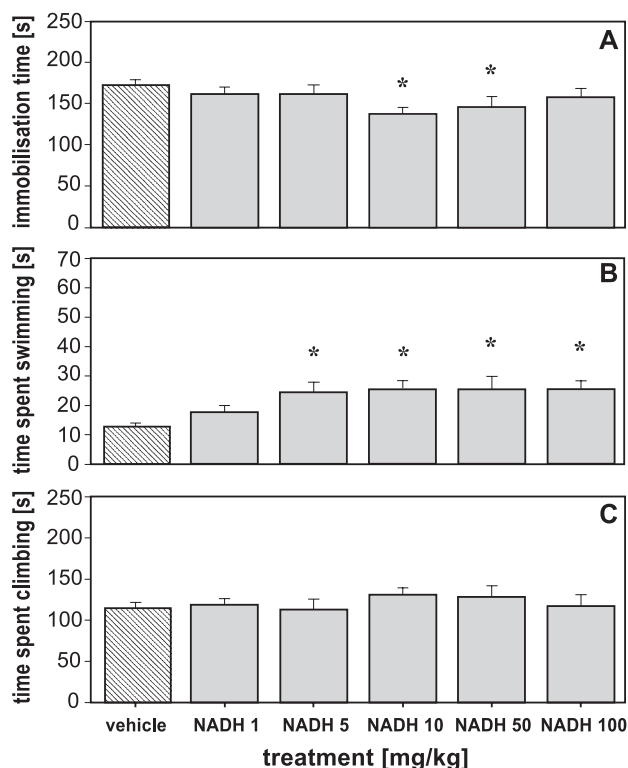 immobilisation time [s]
250
200
150
100
50
0
A
* *
time spent swimming [s]
70
60
50
40
30
20
10
0
B
* * * *
time spent climbing [s]
250
200
150
100
50
0
C
vehicle NADH 1 NADH 5 NADH 10 NADH 50 NADH 100
treatment [mg/kg]